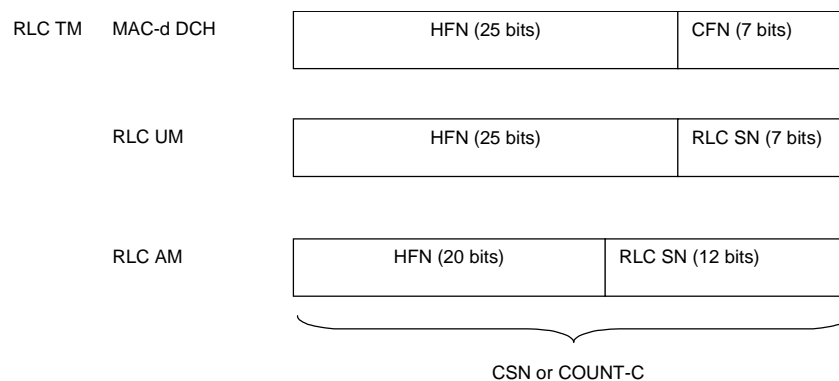 RLC TM MAC-d DCH HFN (25 bits) CFN (7 bits)
RLC UM HFN (25 bits) RLC SN (7 bits)
RLC AM HFN (20 bits) RLC SN (12 bits)
CSN or COUNT-C